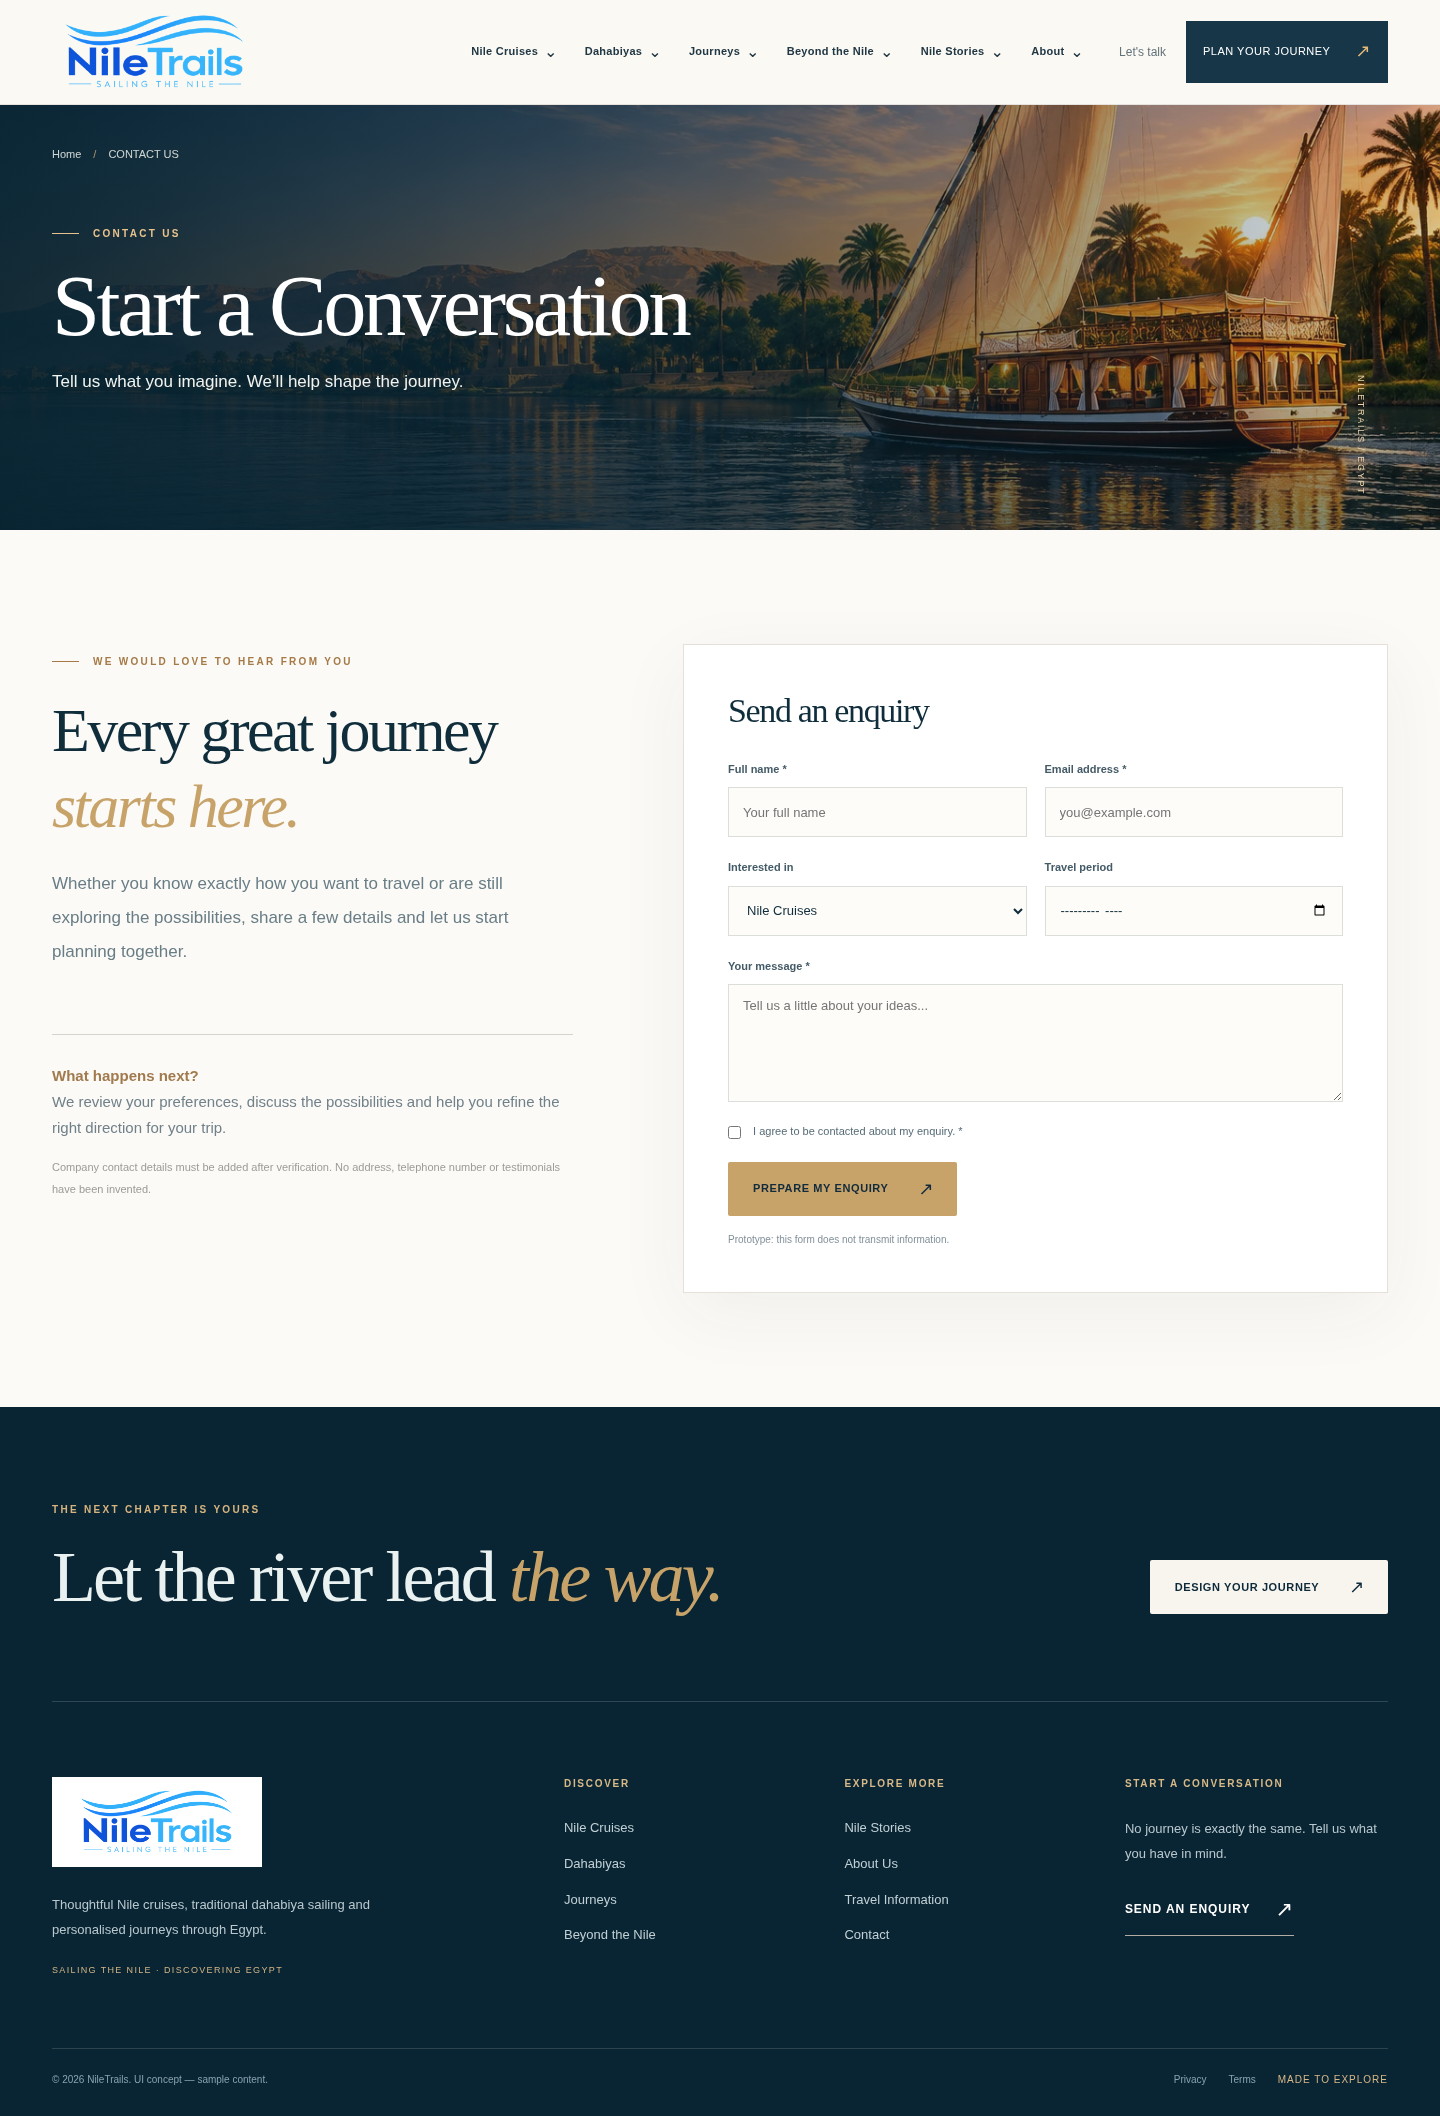 NileTrails
SAILING THE NILE
Nile Cruises
Dahabiyas
Journeys
Beyond the Nile
Nile Stories
About
Let's talk
PLAN YOUR JOURNEY ↗
Home / CONTACT US
CONTACT US
Start a Conversation
Tell us what you imagine. We’ll help shape the journey.
NILETRAILS / EGYPT
WE WOULD LOVE TO HEAR FROM YOU
Every great journey
starts here.
Whether you know exactly how you want to travel or are still
exploring the possibilities, share a few details and let us start
planning together.
What happens next?
We review your preferences, discuss the possibilities and help you refine the
right direction for your trip.
Company contact details must be added after verification. No address, telephone number or testimonials
have been invented.
Send an enquiry
Full name *
Email address *
Your full name
you@example.com
Interested in
Travel period
Nile Cruises
--------- ----
Your message *
Tell us a little about your ideas...
I agree to be contacted about my enquiry. *
PREPARE MY ENQUIRY ↗
Prototype: this form does not transmit information.
THE NEXT CHAPTER IS YOURS
Let the river lead the way.
DESIGN YOUR JOURNEY ↗
NileTrails
SAILING THE NILE
Thoughtful Nile cruises, traditional dahabiya sailing and
personalised journeys through Egypt.
SAILING THE NILE · DISCOVERING EGYPT
DISCOVER
Nile Cruises
Dahabiyas
Journeys
Beyond the Nile
EXPLORE MORE
Nile Stories
About Us
Travel Information
Contact
START A CONVERSATION
No journey is exactly the same. Tell us what
you have in mind.
SEND AN ENQUIRY ↗
© 2026 NileTrails. UI concept — sample content.
Privacy
Terms
MADE TO EXPLORE